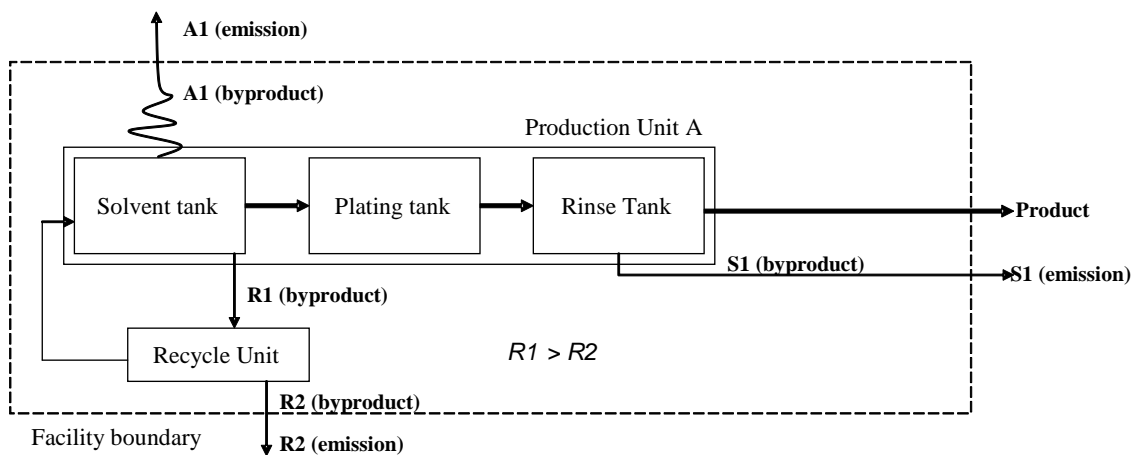 A1 (emission)
A1 (byproduct)
Production Unit A
Solvent tank
Plating tank
Rinse Tank
Product
S1 (byproduct)
S1 (emission)
R1 (byproduct)
Recycle Unit
R1 > R2
R2 (byproduct)
Facility boundary
R2 (emission)